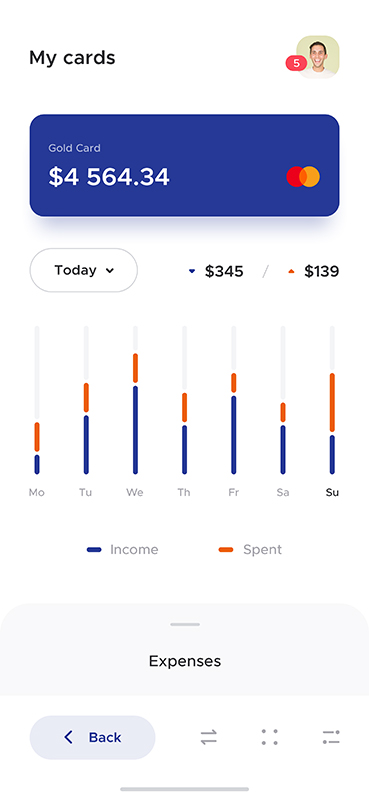 My cards
5
Gold Card
$4 564.34
Today
$345 / $139
Mo Tu We Th Fr Sa Su
Income Spent
Expenses
Back